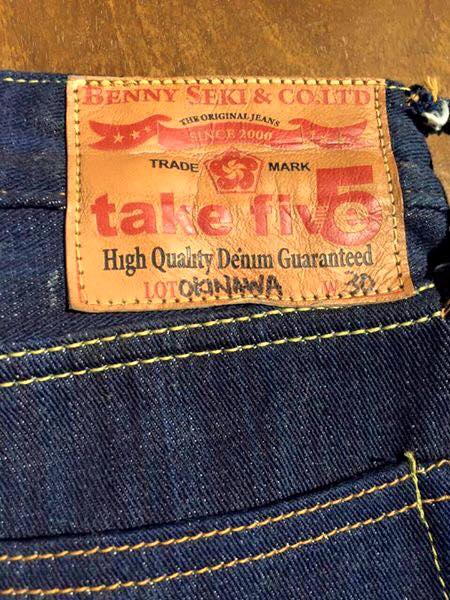 BENNY SEKI & CO.LTD
THE ORIGINAL JEANS
SINCE 2000
TRADE MARK
take five5
High Quality Denim Guaranteed
LOT OKINAWA W. 30